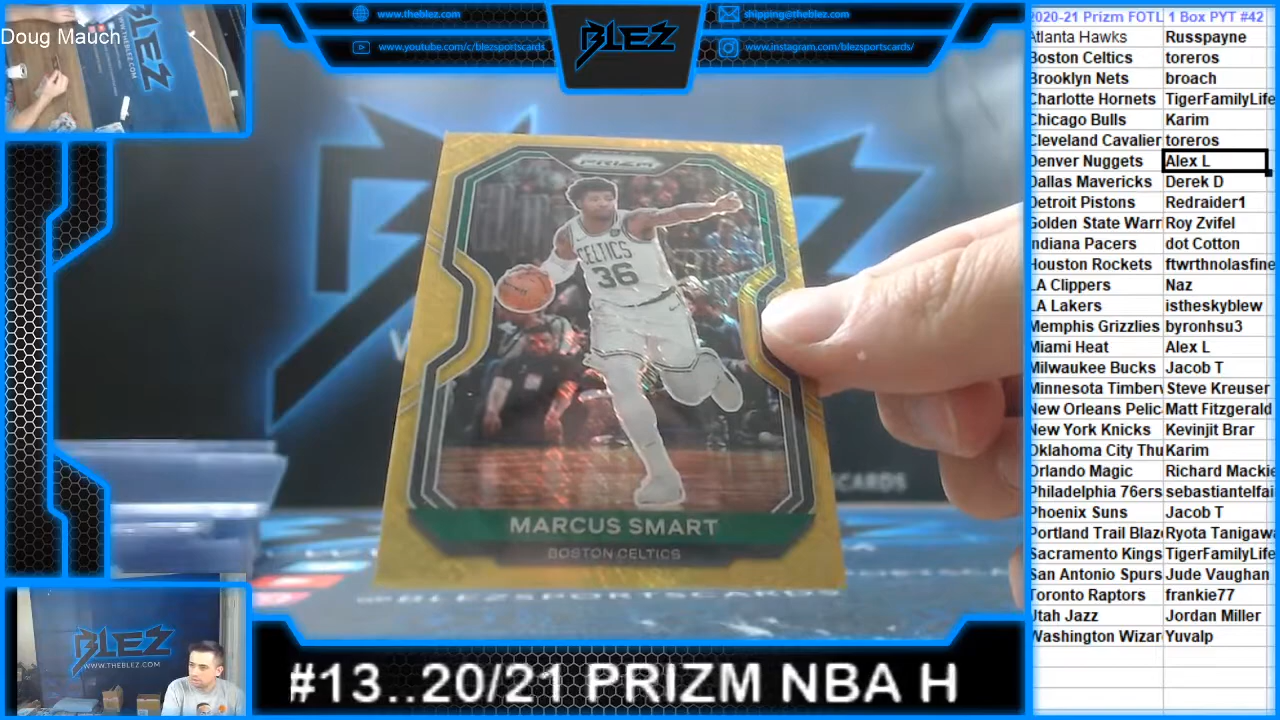 Doug Mauch
BLEZ
www.theblez.com
shipping@theblez.com
www.youtube.com/c/blezsportscards
BLEZ
www.instagram.com/blezsportscards/
PRIZM
CELTICS
36
MARCUS SMART
BOSTON CELTICS
CARDS
@BLEZSPORTSCARDS
BLEZ
WWW.THEBLEZ.COM
#13..20/21 PRIZM NBA H
2020-21 Prizm FOTL 1 Box PYT #42
Atlanta Hawks Russpayne
Boston Celtics toreros
Brooklyn Nets broach
Charlotte Hornets TigerFamilyLife
Chicago Bulls Karim
Cleveland Cavalier toreros
Denver Nuggets Alex L
Dallas Mavericks Derek D
Detroit Pistons Redraider1
Golden State Warr Roy Zvifel
Indiana Pacers dot Cotton
Houston Rockets ftwrthnolasfine
LA Clippers Naz
LA Lakers istheskyblew
Memphis Grizzlies byronhsu3
Miami Heat Alex L
Milwaukee Bucks Jacob T
Minnesota Timberv Steve Kreuser
New Orleans Pelic Matt Fitzgerald
New York Knicks Kevinjit Brar
Oklahoma City Thu Karim
Orlando Magic Richard Mackie
Philadelphia 76ers sebastiantelfai
Phoenix Suns Jacob T
Portland Trail Blaze Ryota Tanigawa
Sacramento Kings TigerFamilyLife
San Antonio Spurs Jude Vaughan
Toronto Raptors frankie77
Utah Jazz Jordan Miller
Washington Wizar Yuvalp